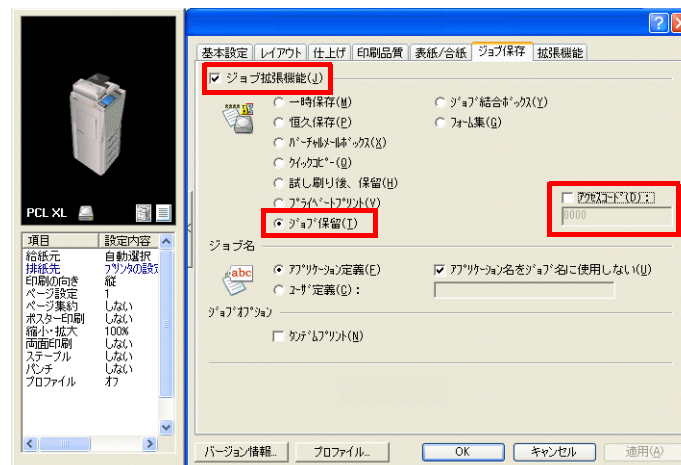 基本設定 レイアウト 仕上げ 印刷品質 表紙/合紙 ジョブ保存 拡張機能
ジョブ拡張機能(J)
一時保存(M) ジョブ結合ボックス(Y)
恒久保存(P) フォーム集(G)
バーチャルメールボックス(X)
クイックコピー(Q)
試し刷り後、保留(H)
プライベートプリント(V)
ジョブ保留(T)
アクセスコード(D):
0000
ジョブ名
abc
アプリケーション定義(E) アプリケーション名をジョブ名に使用しない(U)
ユーザ定義(C):
ジョブオプション
タンデムプリント(N)
PCL XL
項目 設定内容
給紙元 自動選択
排紙先 プリンタの設定
印刷の向き 縦
ページ設定 1
ページ集約 しない
ポスター印刷 しない
縮小・拡大 100%
両面印刷 しない
ステープル しない
パンチ しない
プロファイル オフ
バージョン情報... プロファイル... OK キャンセル 適用(A)